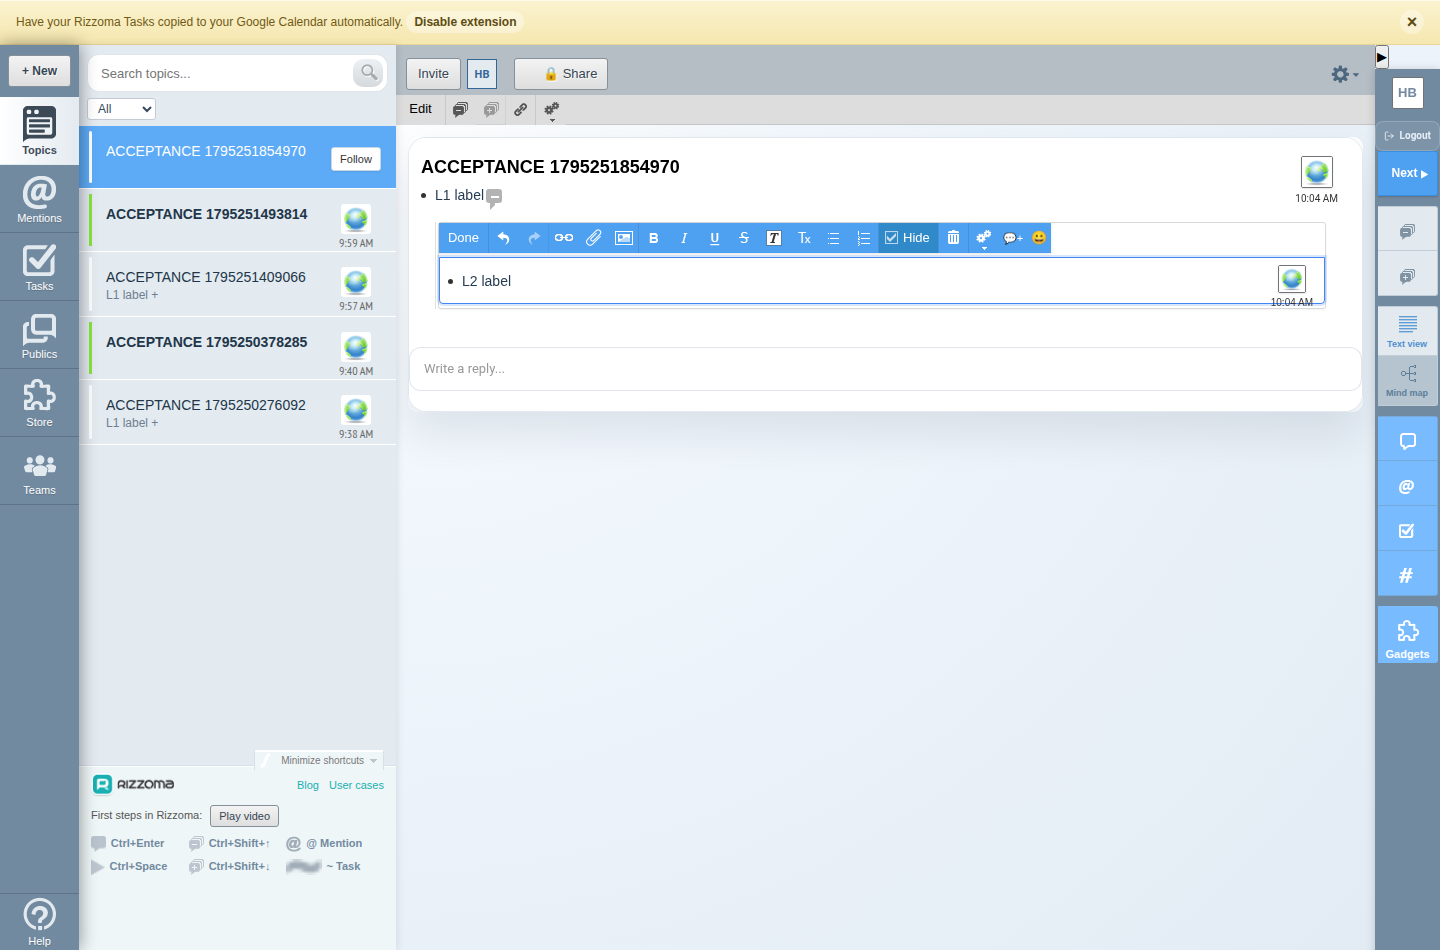 Have your Rizzoma Tasks copied to your Google Calendar automatically. Disable extension ×
+ New
Topics
Mentions
Tasks
Publics
Store
Teams
Help
Search topics...
All
ACCEPTANCE 1795251854970
Follow
ACCEPTANCE 1795251493814
9:59 AM
ACCEPTANCE 1795251409066
L1 label +
9:57 AM
ACCEPTANCE 1795250378285
9:40 AM
ACCEPTANCE 1795250276092
L1 label +
9:38 AM
Minimize shortcuts
RIZZOMA
Blog User cases
First steps in Rizzoma: Play video
Ctrl+Enter Ctrl+Shift+↑ @ Mention
Ctrl+Space Ctrl+Shift+↓ ~ Task
Invite HB Share
Edit
ACCEPTANCE 1795251854970
10:04 AM
• L1 label
Done B I U S T Tx Hide
• L2 label
10:04 AM
Write a reply...
HB
Logout
Next ▶
Text view
Mind map
@
#
Gadgets